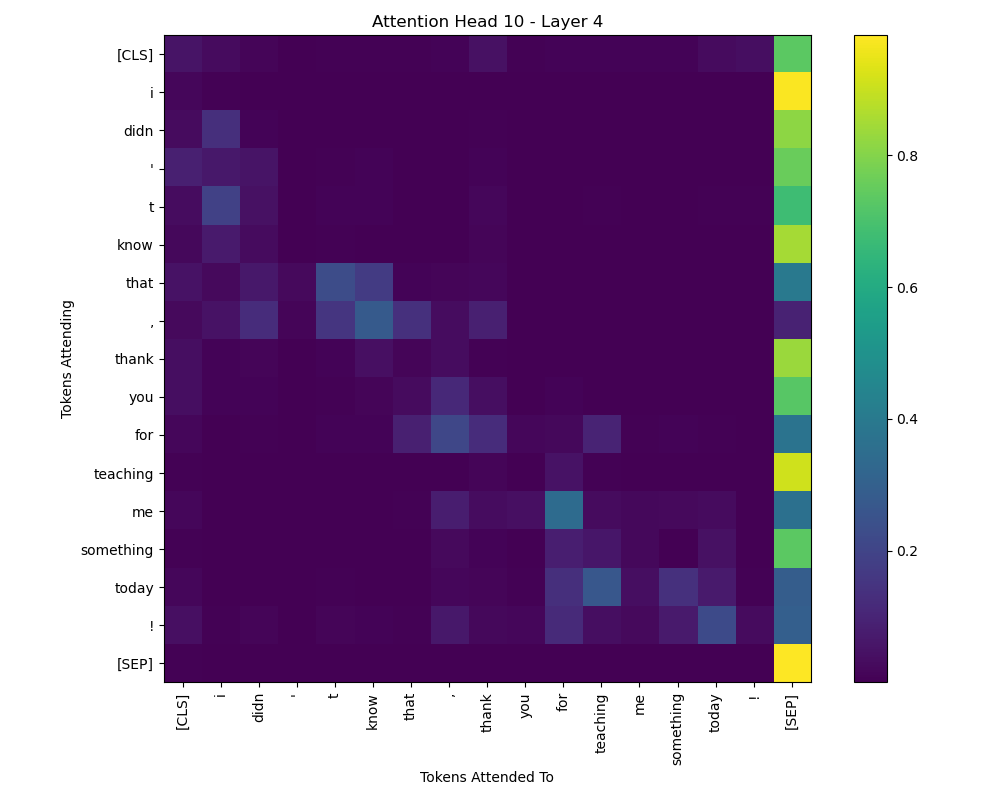 Attention Head 10 - Layer 4
Tokens Attending
[CLS]
i
didn
'
t
know
that
,
thank
you
for
teaching
me
something
today
!
[SEP]
[CLS]
i
didn
'
t
know
that
,
thank
you
for
teaching
me
something
today
!
[SEP]
Tokens Attended To
0.8
0.6
0.4
0.2